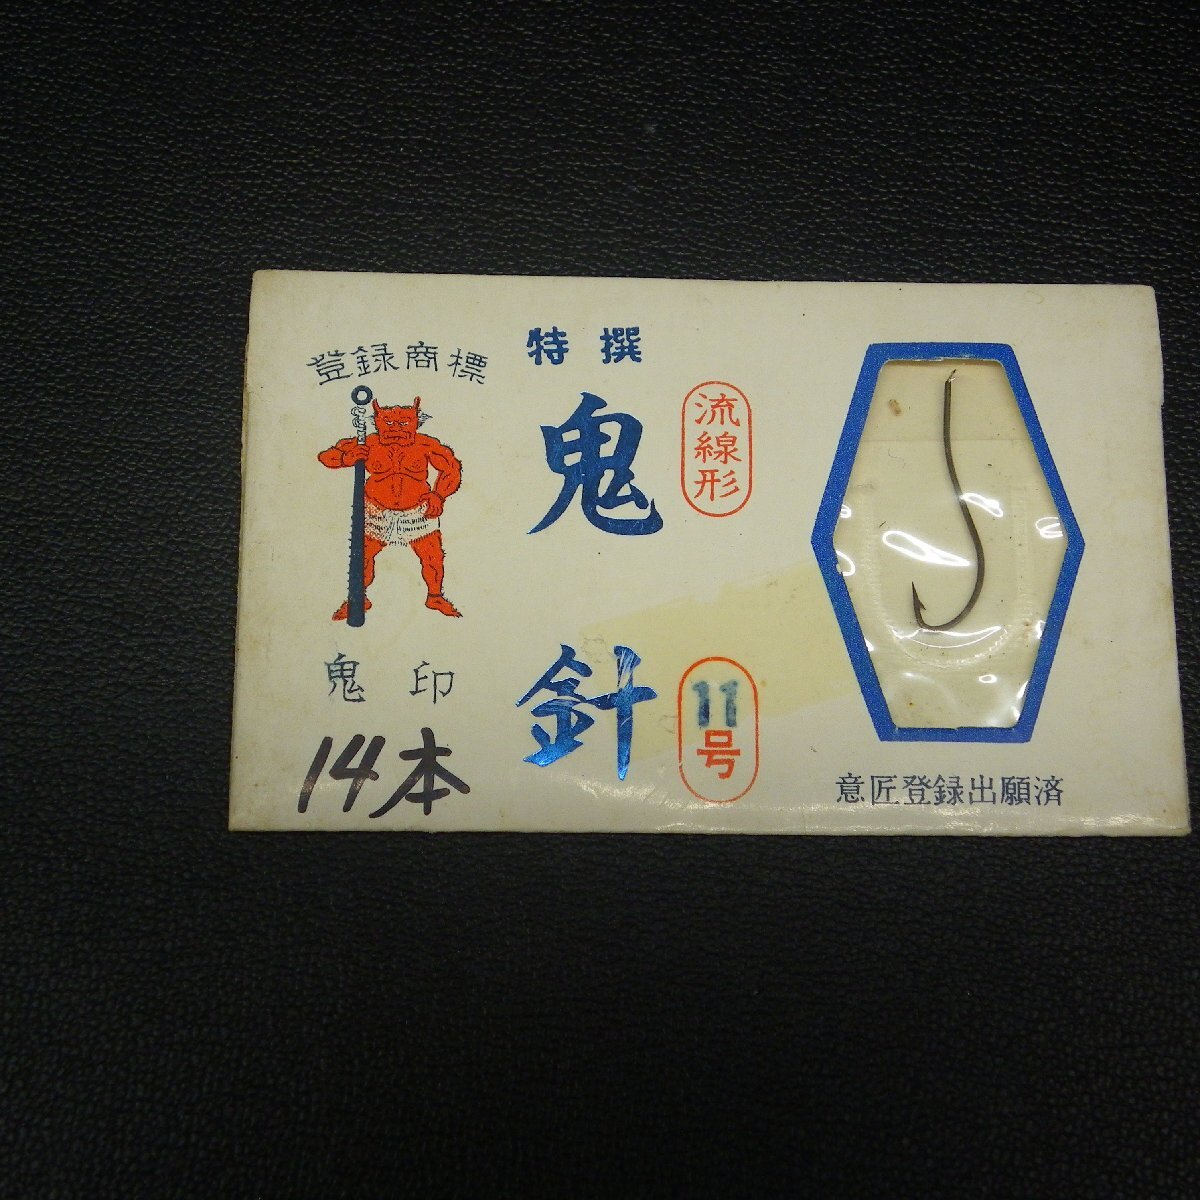 登録商標
鬼印
14本
特撰
鬼針
流線形
11号
意匠登録出願済